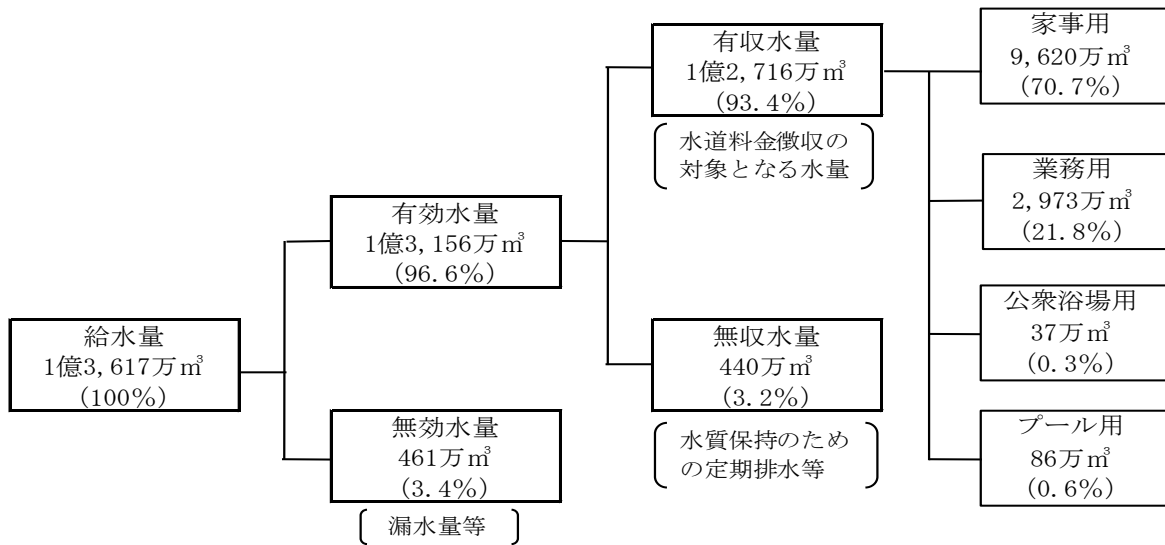 給水量
1億3,617万㎥
(100%)
有効水量
1億3,156万㎥
(96.6%)
無効水量
461万㎥
(3.4%)
漏水量等
有収水量
1億2,716万㎥
(93.4%)
水道料金徴収の
対象となる水量
無収水量
440万㎥
(3.2%)
水質保持のため
の定期排水等
家事用
9,620万㎥
(70.7%)
業務用
2,973万㎥
(21.8%)
公衆浴場用
37万㎥
(0.3%)
プール用
86万㎥
(0.6%)